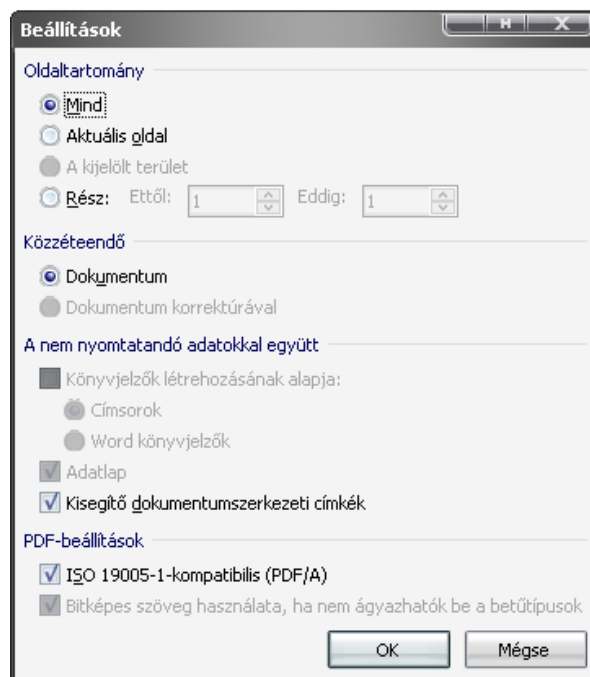 Beállítások
Oldaltartomány
Mind
Aktuális oldal
A kijelölt terület
Rész: Ettől: 1 Eddig: 1
Közzéteendő
Dokumentum
Dokumentum korrektúrával
A nem nyomtatandó adatokkal együtt
Könyvjelzők létrehozásának alapja:
Címsorok
Word könyvjelzők
Adatlap
Kisegítő dokumentumszerkezeti címkék
PDF-beállítások
ISO 19005-1-kompatibilis (PDF/A)
Bitképes szöveg használata, ha nem ágyazhatók be a betűtípusok
OK Mégse